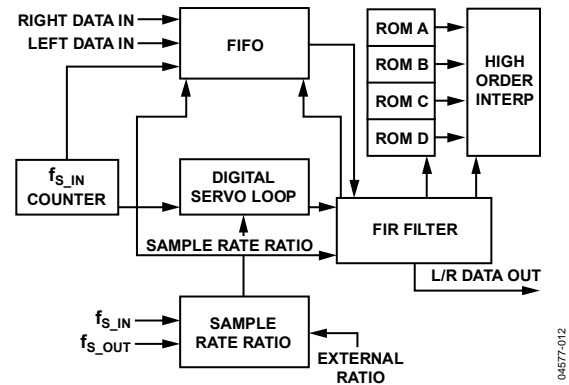 RIGHT DATA IN
LEFT DATA IN
FIFO
ROM A
ROM B
ROM C
ROM D
HIGH
ORDER
INTERP
fS_IN
COUNTER
DIGITAL
SERVO LOOP
SAMPLE RATE RATIO
FIR FILTER
L/R DATA OUT
fS_IN
fS_OUT
SAMPLE
RATE RATIO
EXTERNAL
RATIO
04577-012